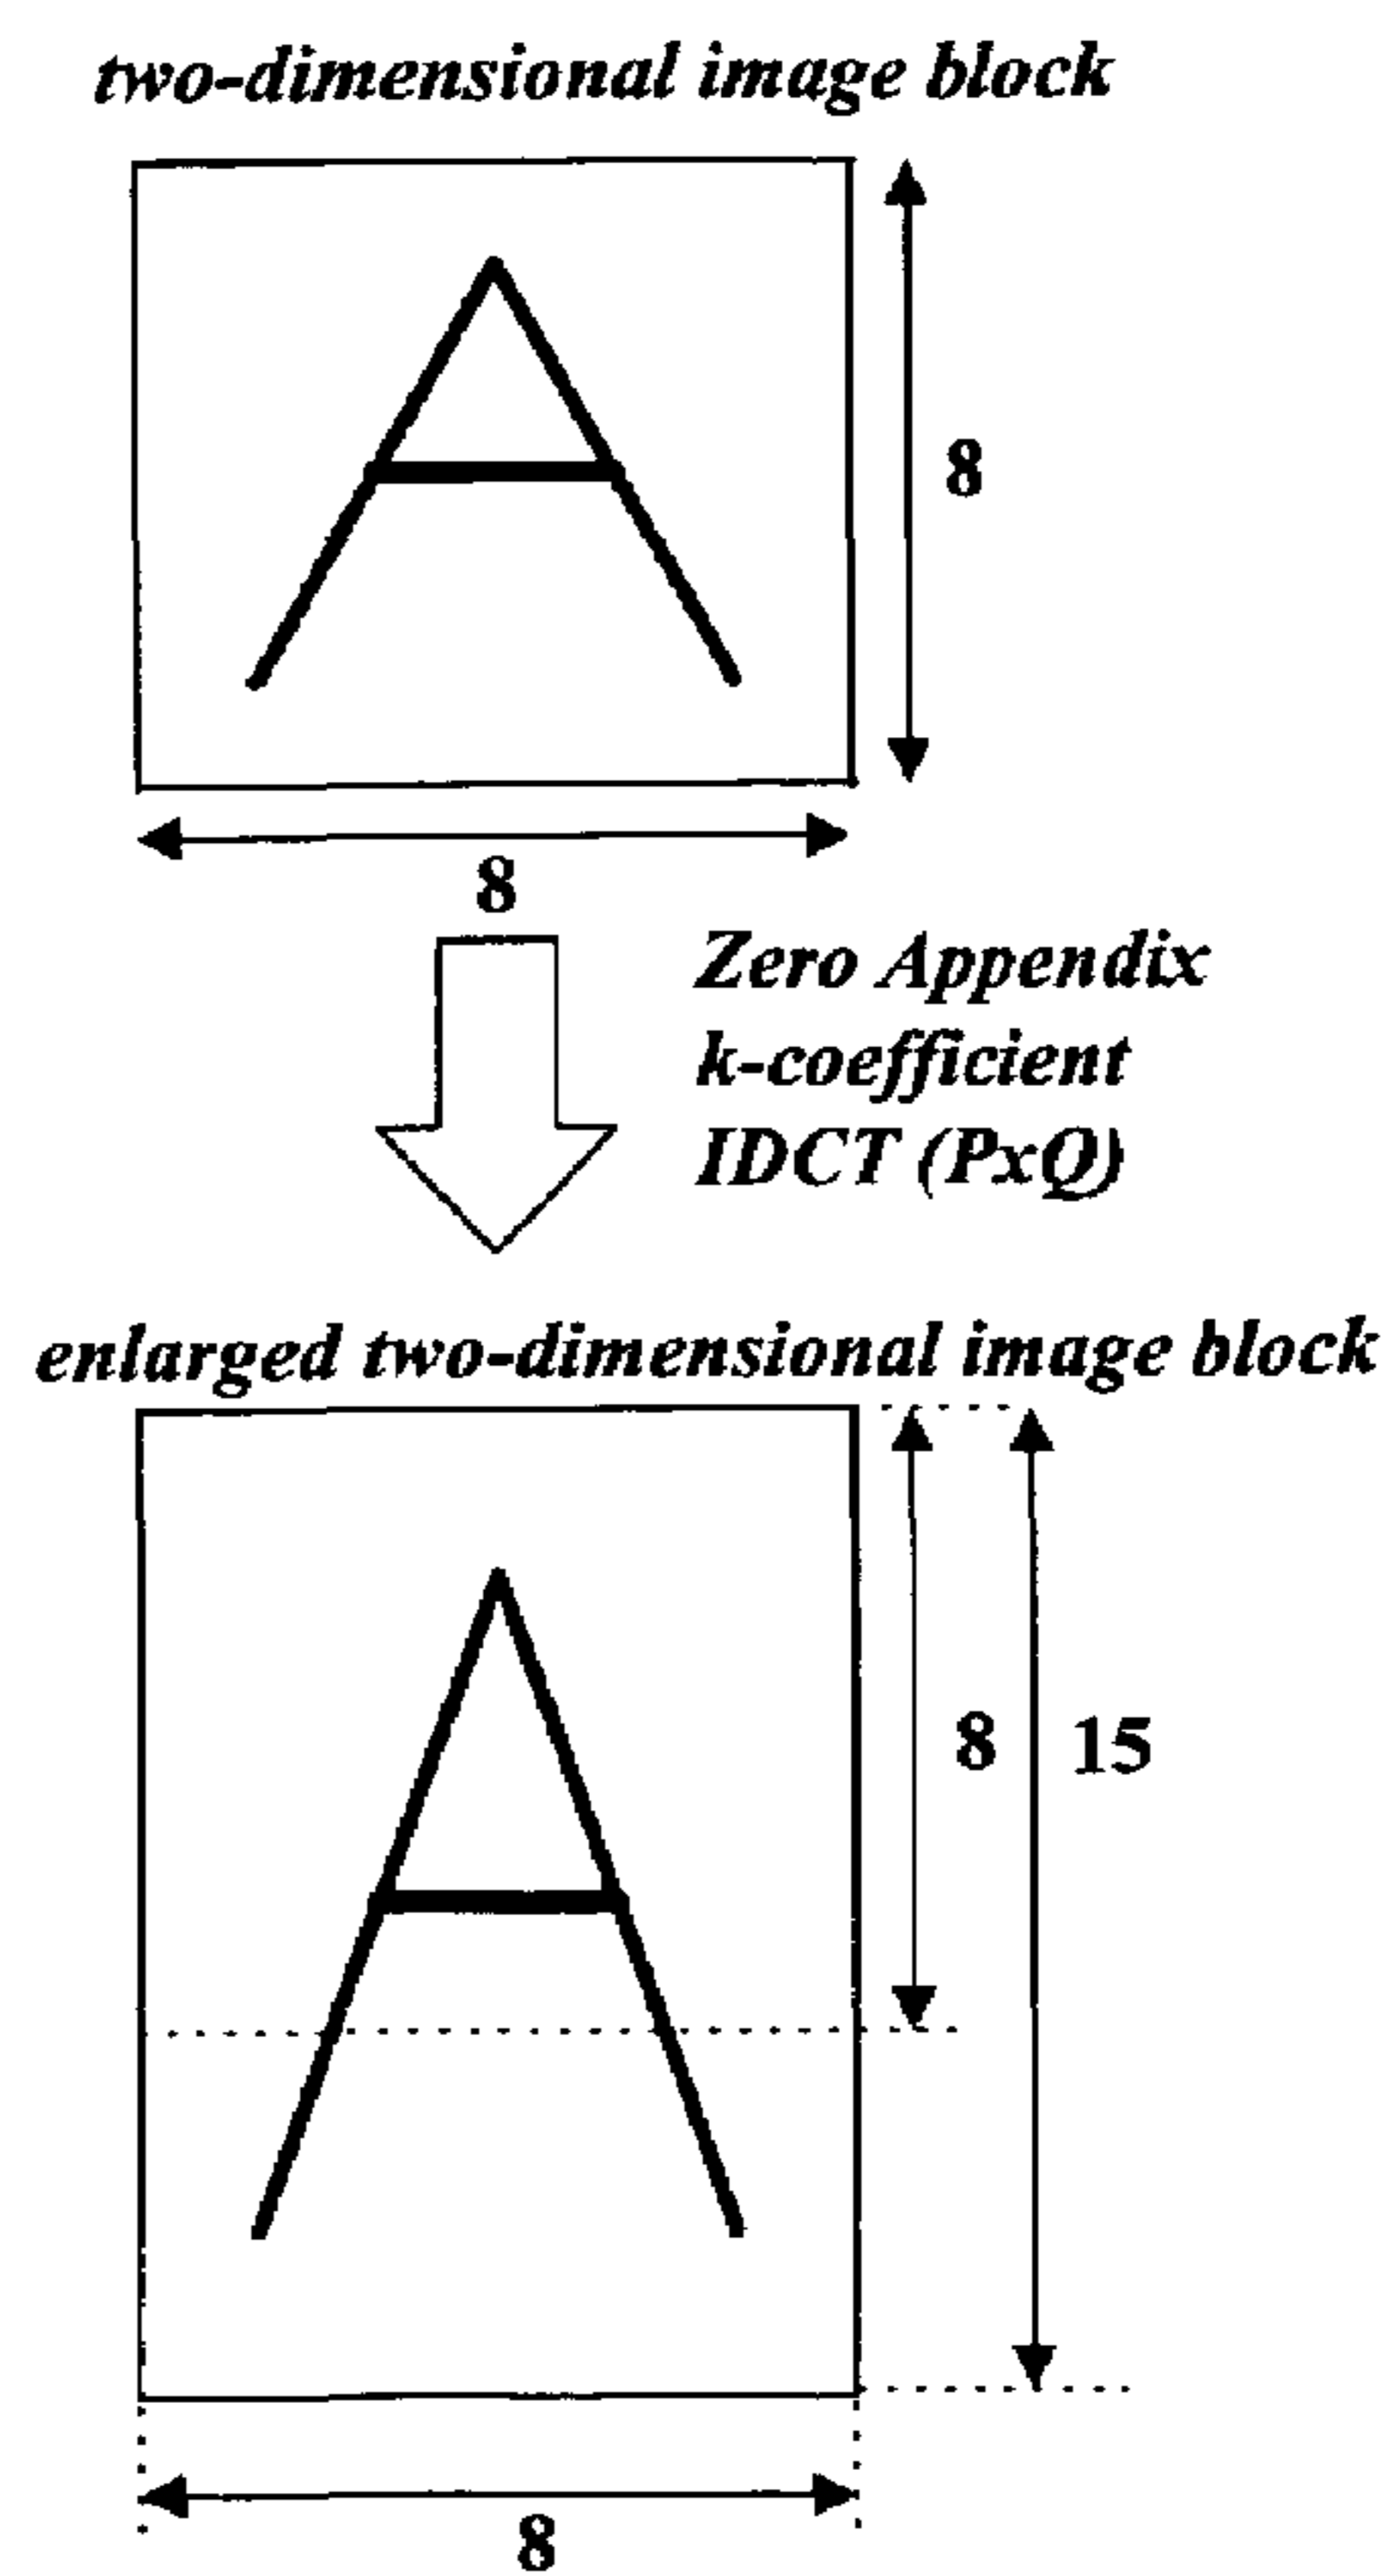 two-dimensional image block
A
8
8
Zero Appendix
k-coefficient
IDCT (PxQ)
enlarged two-dimensional image block
A
8 15
8